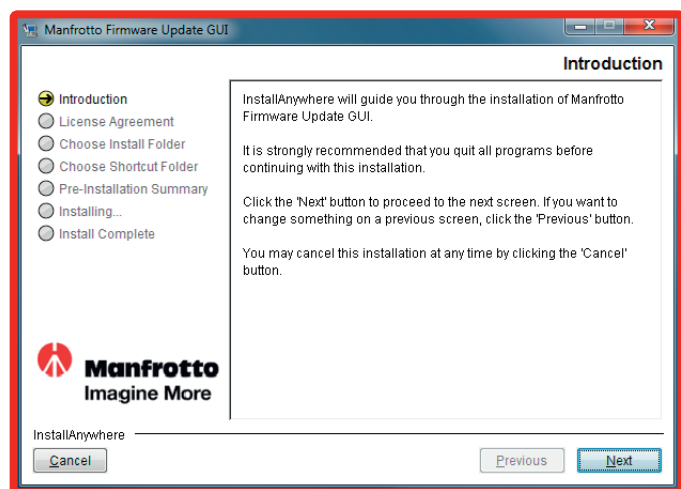 Manfrotto Firmware Update GUI
Introduction
Introduction
License Agreement
Choose Install Folder
Choose Shortcut Folder
Pre-Installation Summary
Installing...
Install Complete
InstallAnywhere will guide you through the installation of Manfrotto
Firmware Update GUI.
It is strongly recommended that you quit all programs before
continuing with this installation.
Click the 'Next' button to proceed to the next screen. If you want to
change something on a previous screen, click the 'Previous' button.
You may cancel this installation at any time by clicking the 'Cancel'
button.
Manfrotto
Imagine More
InstallAnywhere
Cancel
Previous
Next